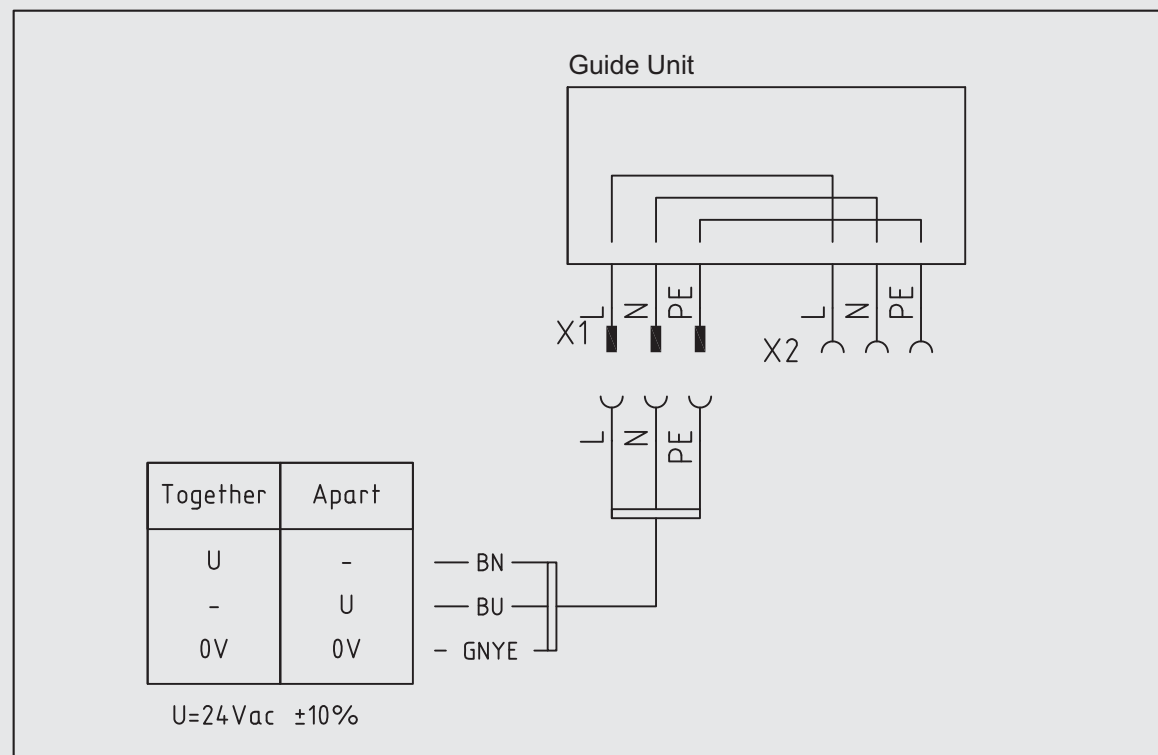 Guide Unit
L N PE L N PE
X1 X2
L N PE
Together Apart
U - BN
- U BU
0V 0V GNYE
U=24Vac ±10%